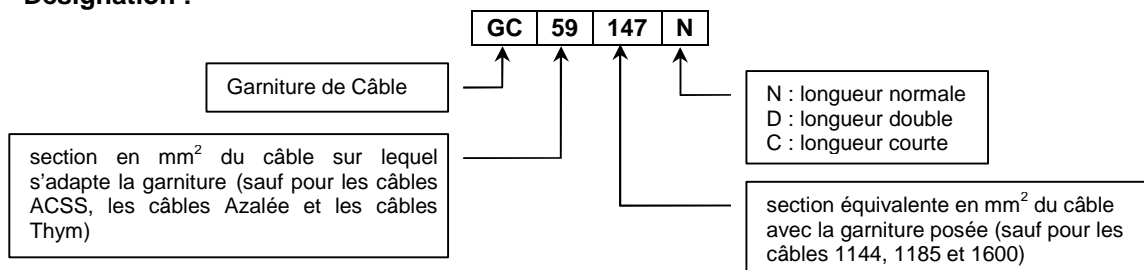 Désignation :
GC 59 147 N
Garniture de Câble
N : longueur normale
D : longueur double
C : longueur courte
section en mm² du câble sur lequel
s’adapte la garniture (sauf pour les câbles
ACSS, les câbles Azalée et les câbles
Thym)
section équivalente en mm² du câble
avec la garniture posée (sauf pour les
câbles 1144, 1185 et 1600)